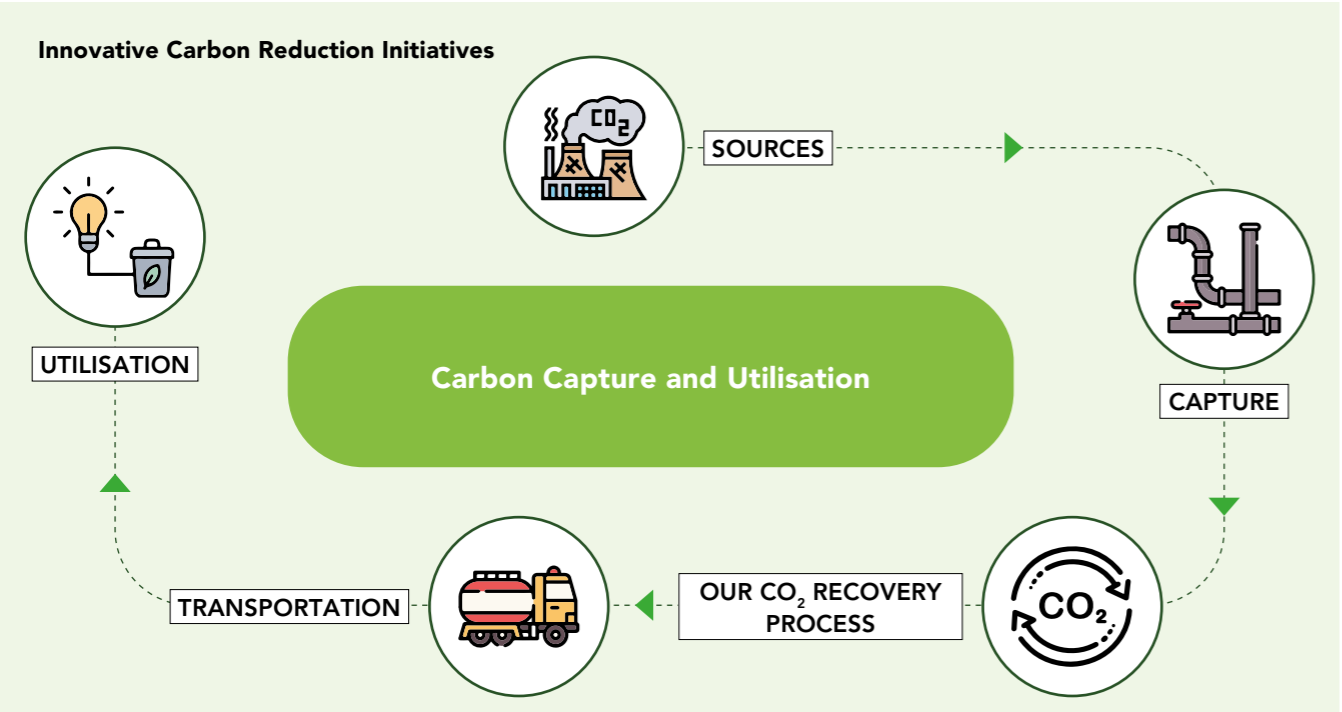 Innovative Carbon Reduction Initiatives
CO2
SOURCES
CAPTURE
CO₂
OUR CO₂ RECOVERY
PROCESS
TRANSPORTATION
UTILISATION
Carbon Capture and Utilisation